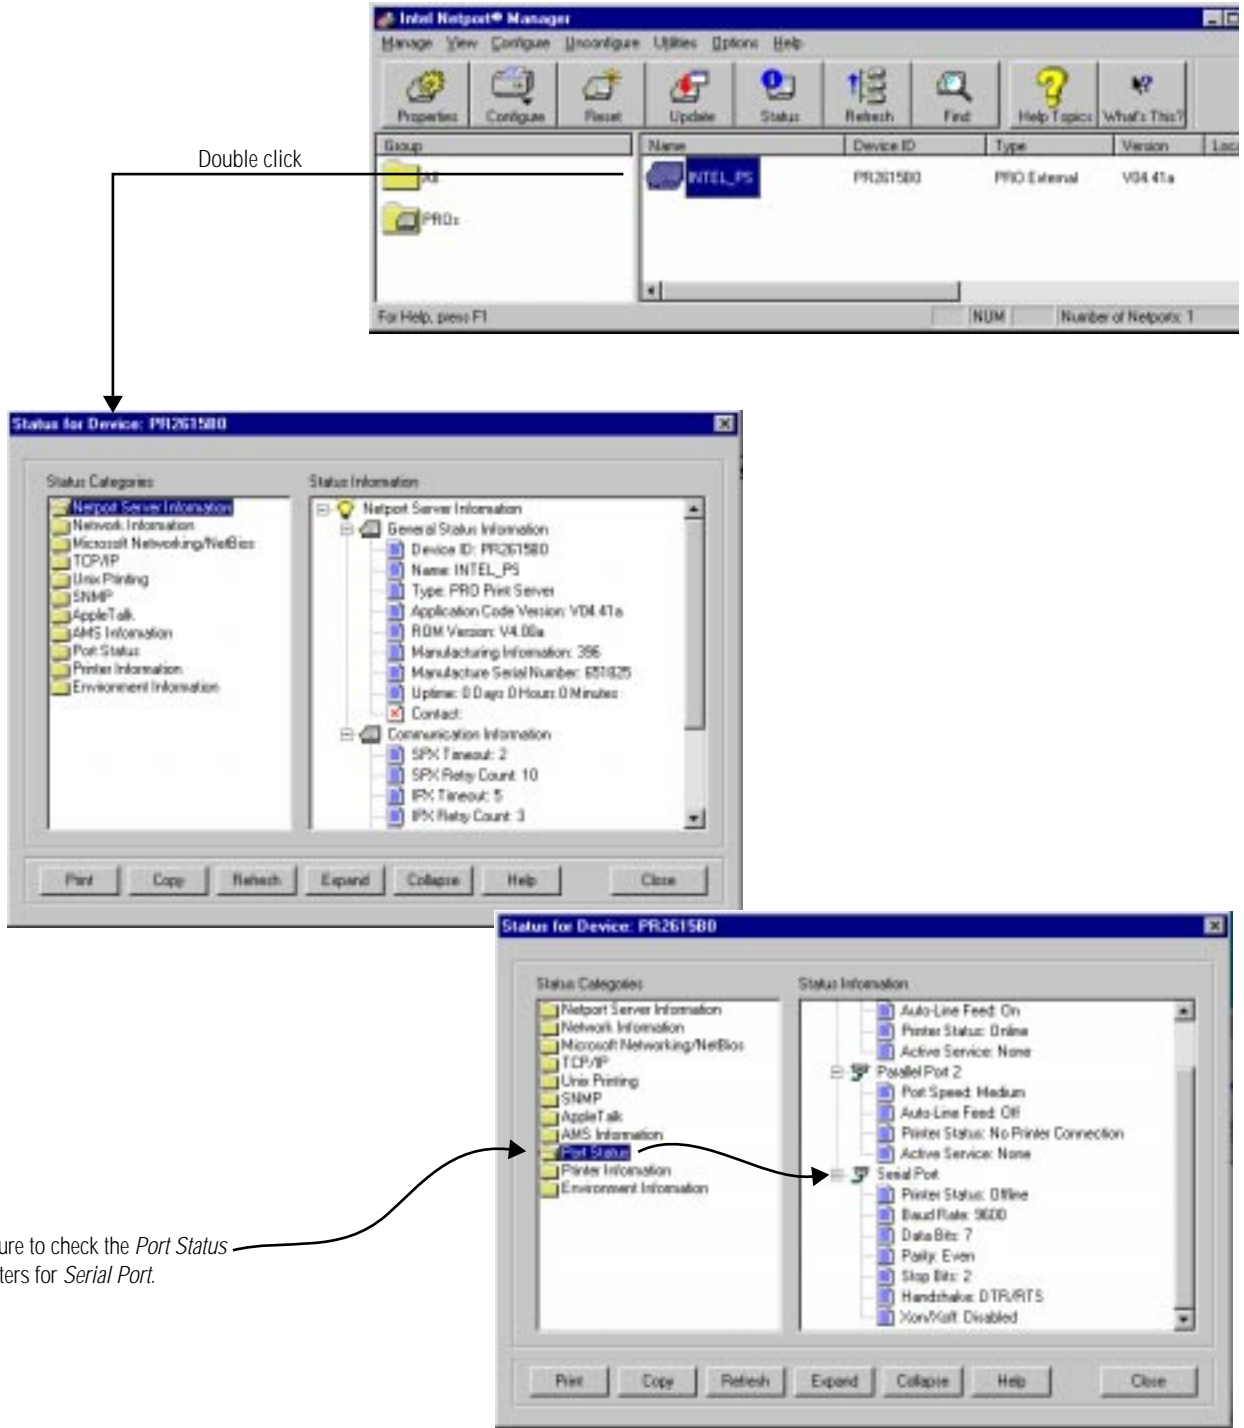 Intel Netport® Manager
Manage View Configure Unconfigure Utilities Options Help
Properties Configure Reset Update Status Refresh Find Help Topics What's This?
Group Name Device ID Type Version Loca
All INTEL_PS PR2615B0 PRO External V04.41a
PROs
For Help, press F1 NUM Number of Netports: 1
Double click
Status for Device: PR2615B0
Status Categories
Netport Server Information
Network Information
Microsoft Networking/NetBios
TCP/IP
Unix Printing
SNMP
AppleTalk
AMS Information
Port Status
Printer Information
Environment Information
Status Information
Netport Server Information
General Status Information
Device ID: PR2615B0
Name: INTEL_PS
Type: PRO Print Server
Application Code Version: V04.41a
ROM Version: V4.00a
Manufacturing Information: 396
Manufacture Serial Number: 651825
Uptime: 0 Days 0 Hours 0 Minutes
Contact:
Communication Information
SPX Timeout: 2
SPX Retry Count: 10
IPX Timeout: 5
IPX Retry Count: 3
Print Copy Refresh Expand Collapse Help Close
Status for Device: PR2615B0
Status Categories
Netport Server Information
Network Information
Microsoft Networking/NetBios
TCP/IP
Unix Printing
SNMP
AppleTalk
AMS Information
Port Status
Printer Information
Environment Information
Status Information
Auto-Line Feed: On
Printer Status: Online
Active Service: None
Parallel Port 2
Port Speed: Medium
Auto-Line Feed: Off
Printer Status: No Printer Connection
Active Service: None
Serial Port
Printer Status: Offline
Baud Rate: 9600
Data Bits: 7
Parity: Even
Stop Bits: 2
Handshake: DTR/RTS
Xon/Xoff: Disabled
Print Copy Refresh Expand Collapse Help Close
ure to check the Port Status
ters for Serial Port.